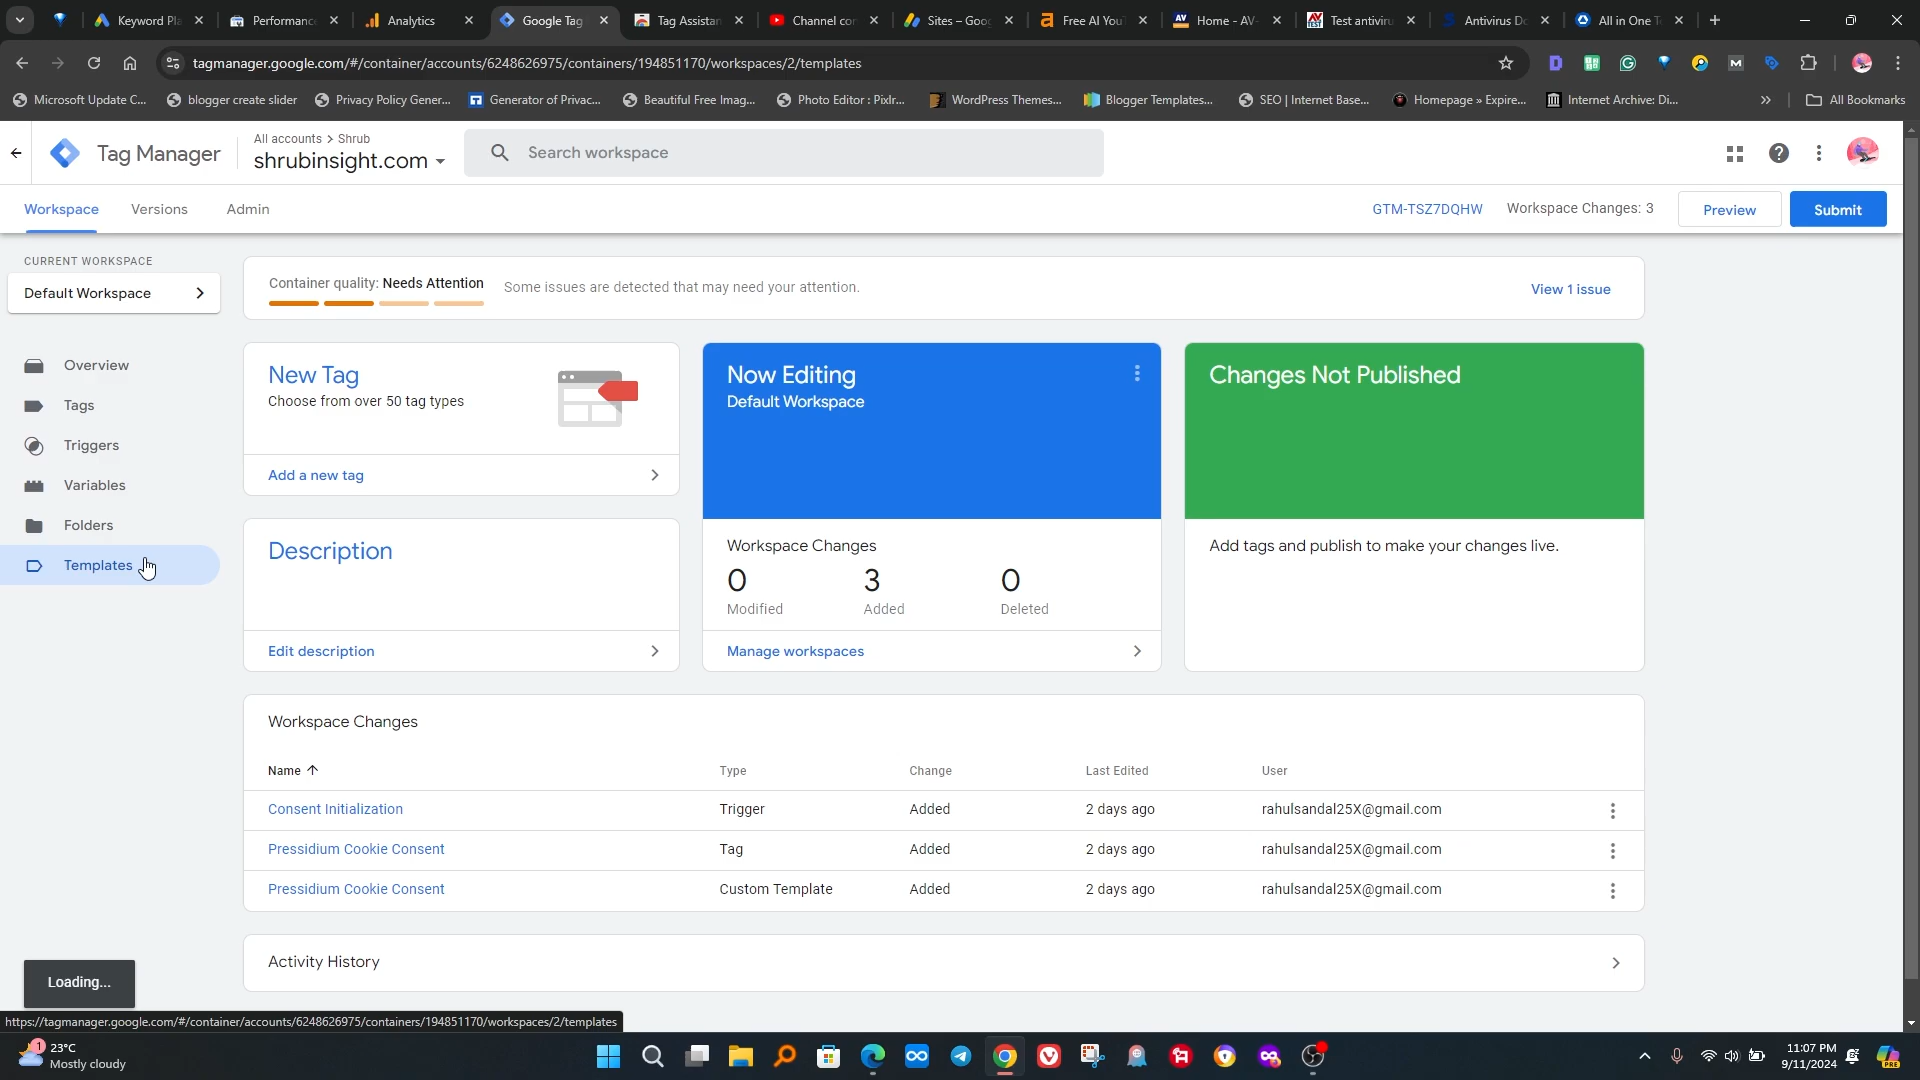 Keyword Pla
Performance
Analytics
Google Tag
Tag Assistan
Channel con
Sites – Goog
Free AI You
Home - AV-
Test antiviru
Antivirus Do
All in One T
tagmanager.google.com/#/container/accounts/6248626975/containers/194851170/workspaces/2/templates
Microsoft Update C...
blogger create slider
Privacy Policy Gener...
Generator of Privac...
Beautiful Free Imag...
Photo Editor : Pixlr...
WordPress Themes...
Blogger Templates...
SEO | Internet Base...
Homepage » Expire...
Internet Archive: Di...
All Bookmarks
Tag Manager
All accounts > Shrub
shrubinsight.com
Search workspace
Workspace
Versions
Admin
GTM-TSZ7DQHW
Workspace Changes: 3
Preview
Submit
CURRENT WORKSPACE
Default Workspace
Overview
Tags
Triggers
Variables
Folders
Templates
Container quality: Needs Attention
Some issues are detected that may need your attention.
View 1 issue
New Tag
Choose from over 50 tag types
Add a new tag
Description
Edit description
Now Editing
Default Workspace
Workspace Changes
0 3 0
Modified Added Deleted
Manage workspaces
Changes Not Published
Add tags and publish to make your changes live.
Workspace Changes
Name Type Change Last Edited User
Consent Initialization Trigger Added 2 days ago rahulsandal25X@gmail.com
Pressidium Cookie Consent Tag Added 2 days ago rahulsandal25X@gmail.com
Pressidium Cookie Consent Custom Template Added 2 days ago rahulsandal25X@gmail.com
Activity History
Loading...
https://tagmanager.google.com/#/container/accounts/6248626975/containers/194851170/workspaces/2/templates
1
23°C
Mostly cloudy
11:07 PM
9/11/2024